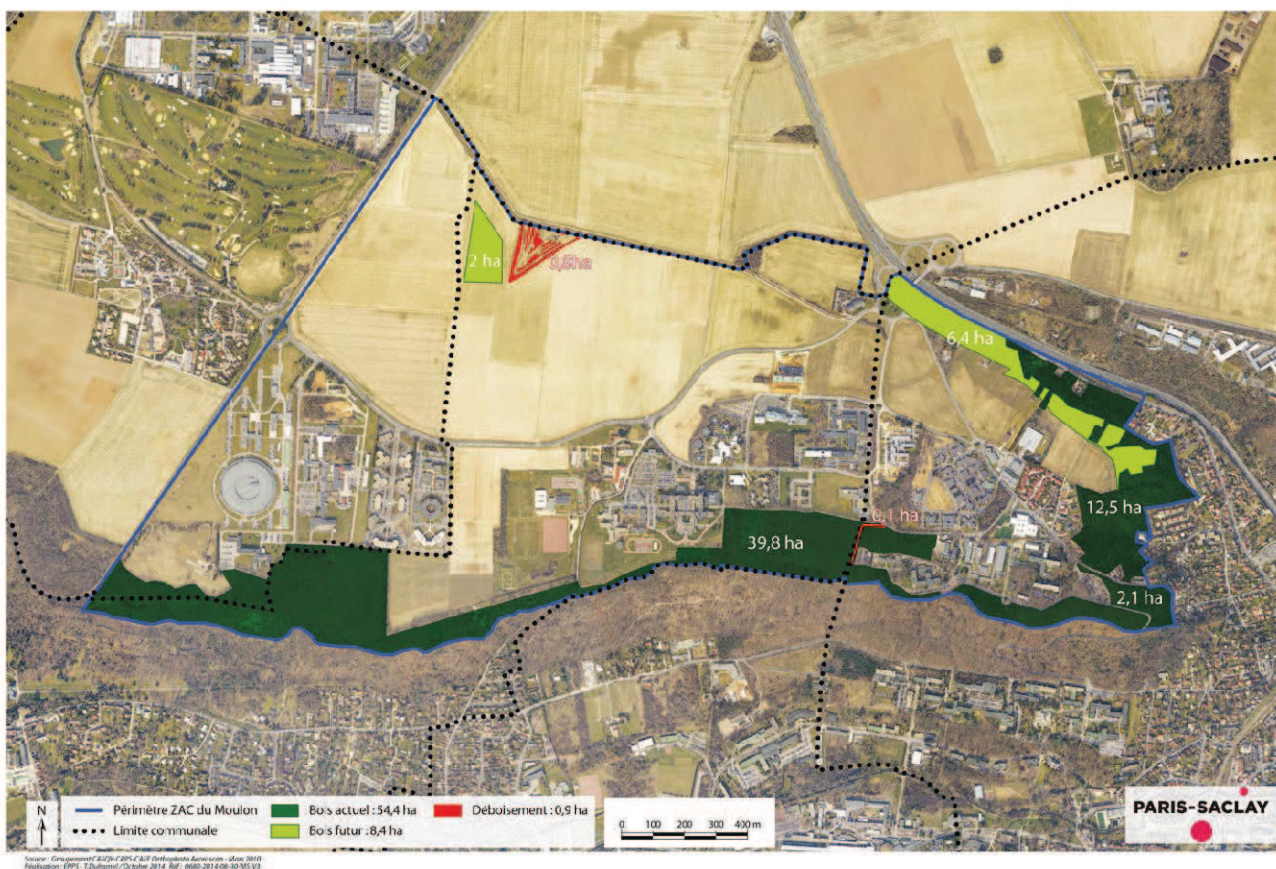 2 ha
0,8ha
6,4 ha
12,5 ha
0,1 ha
39,8 ha
2,1 ha
N
Périmètre ZAC du Moulon
Limite communale
Bois actuel : 54,4 ha
Bois futur : 8,4 ha
Déboisement : 0,9 ha
0 100 200 300 400 m
PARIS-SACLAY